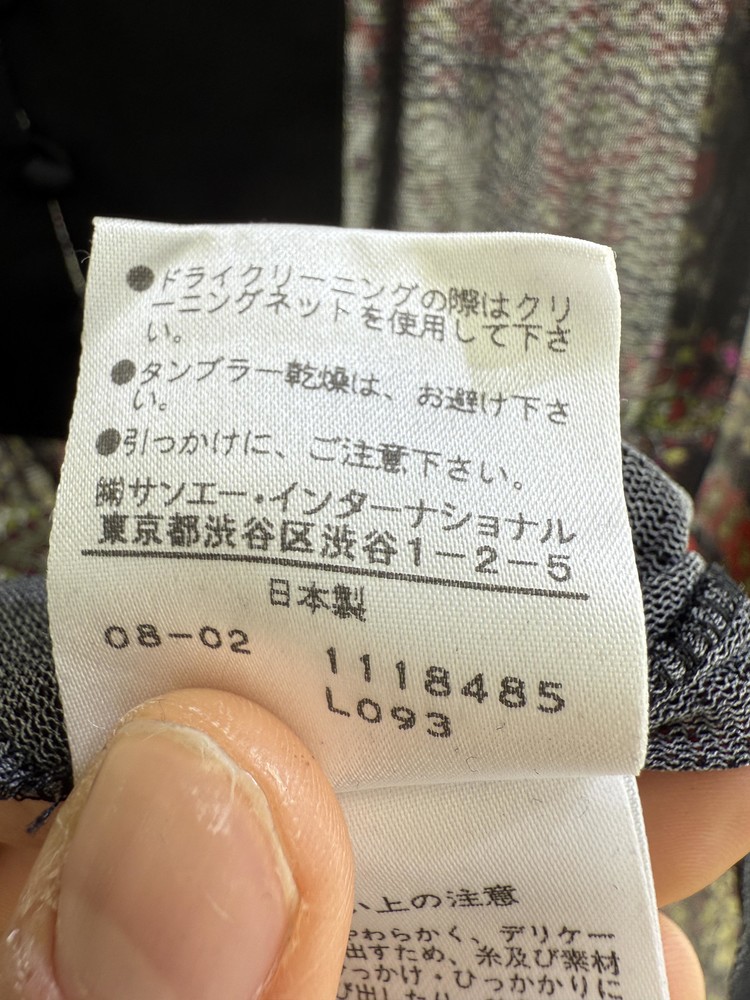 ●ドライクリーニングの際はクリ
ーニングネットを使用して下さ
い。
●タンブラー乾燥は、お避け下さ
い。
●引っかけに、ご注意下さい。
㈱サンエー・インターナショナル
東京都渋谷区渋谷1-2-5
日本製
08-02
1118485
L093
い上の注意
やわらかく、デリケー
出すため、糸及び素材
っかけ・ひっかかりに
び出したり